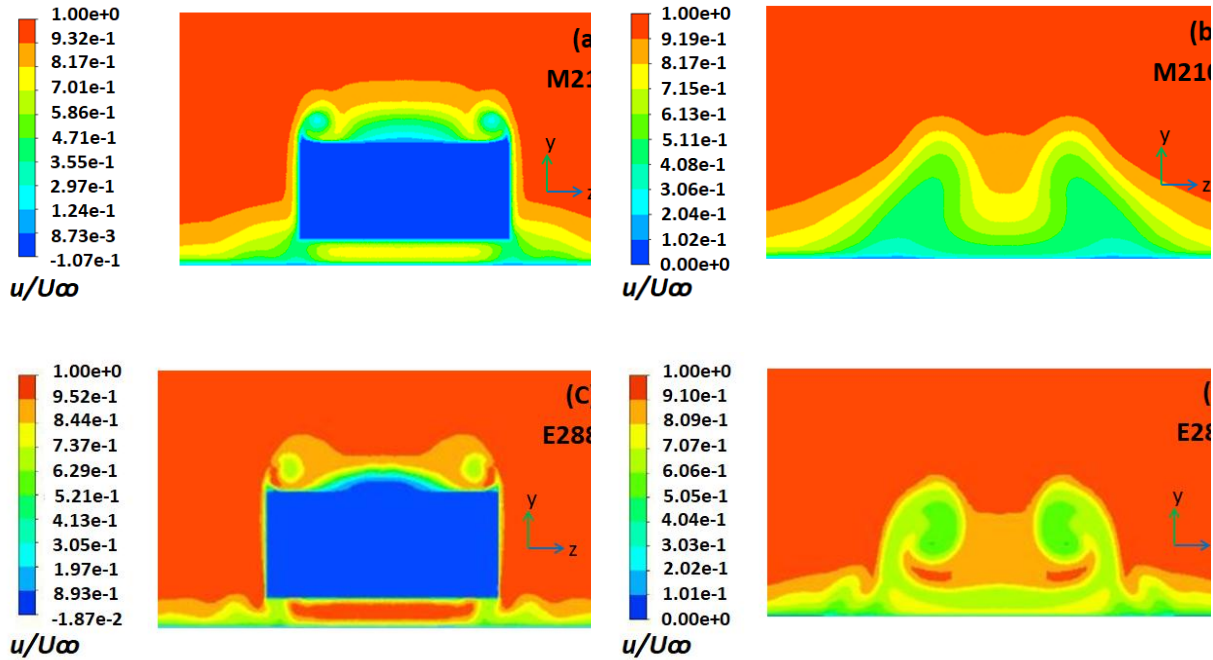 1.00e+0
9.32e-1
8.17e-1
7.01e-1
5.86e-1
4.71e-1
3.55e-1
2.97e-1
1.24e-1
8.73e-3
-1.07e-1
u/U∞
(a
M21
y
z
1.00e+0
9.19e-1
8.17e-1
7.15e-1
6.11e-1
5.10e-1
4.08e-1
3.06e-1
2.04e-1
1.02e-1
0.00e+0
u/U∞
(b
M216
y
z
1.00e+0
9.52e-1
8.44e-1
7.37e-1
6.29e-1
5.21e-1
4.13e-1
3.05e-1
1.97e-1
8.93e-1
-1.87e-2
u/U∞
(C
E288
y
z
1.00e+0
9.10e-1
8.09e-1
7.07e-1
6.06e-1
5.05e-1
4.04e-1
3.03e-1
2.02e-1
1.01e-1
0.00e+0
u/U∞
(
E28
y